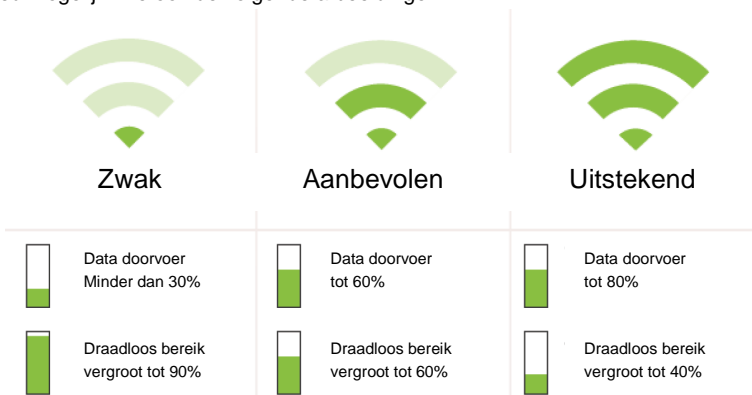 Zwak
Aanbevolen
Uitstekend
Data doorvoer
Minder dan 30%
Data doorvoer
tot 60%
Data doorvoer
tot 80%
Draadloos bereik
vergroot tot 90%
Draadloos bereik
vergroot tot 60%
Draadloos bereik
vergroot tot 40%